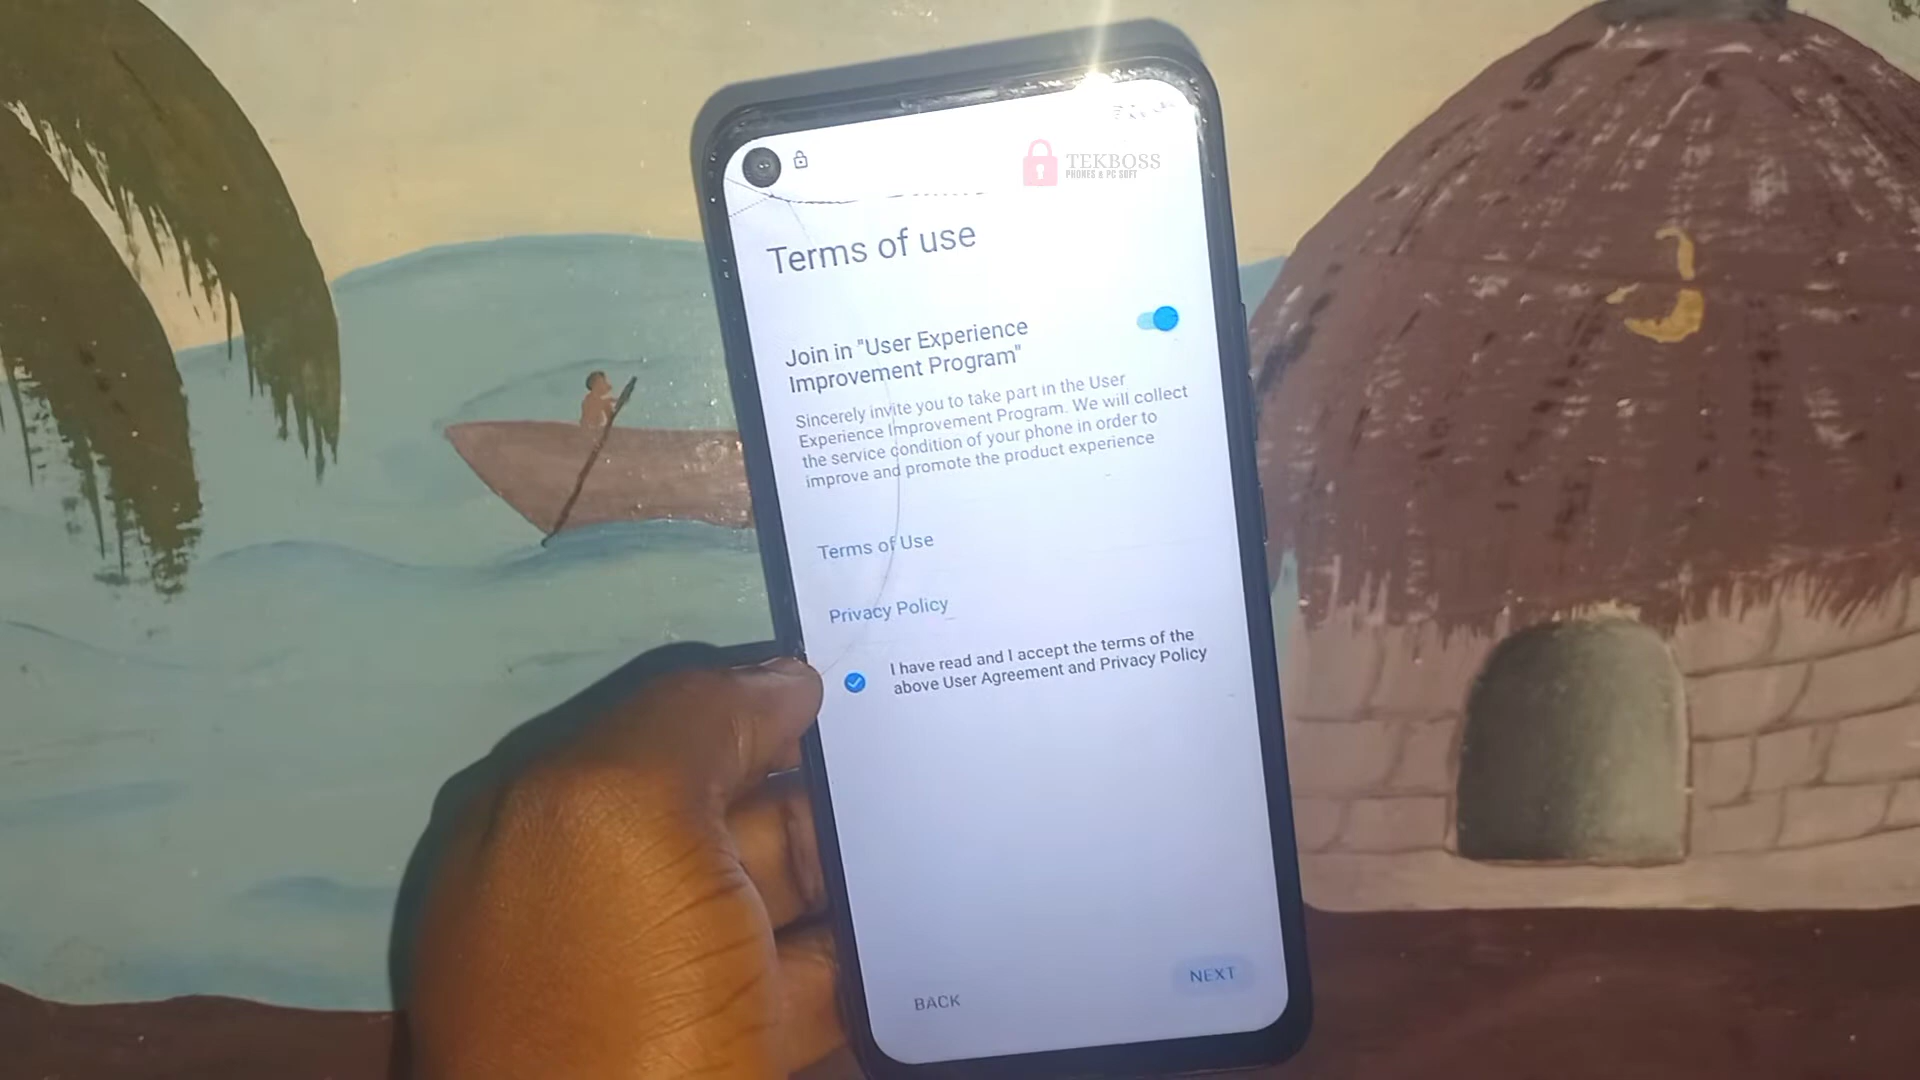 TEKBOSS
PHONES & PC SOFT
Terms of use
Join in "User Experience
Improvement Program"
Sincerely invite you to take part in the User
Experience Improvement Program. We will collect
the service condition of your phone in order to
improve and promote the product experience
Terms of Use
Privacy Policy
I have read and I accept the terms of the
above User Agreement and Privacy Policy
BACK
NEXT